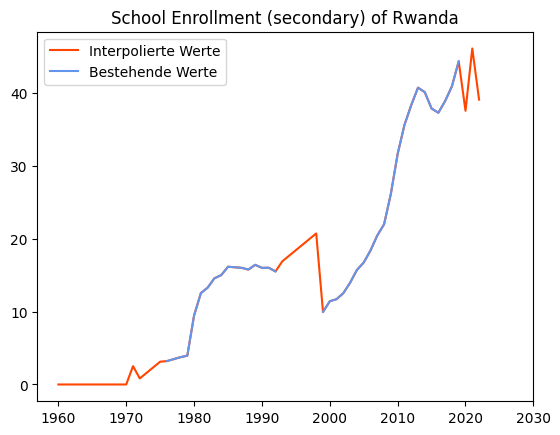 School Enrollment (secondary) of Rwanda
Interpolierte Werte
Bestehende Werte
40
30
20
10
0
1960 1970 1980 1990 2000 2010 2020 2030